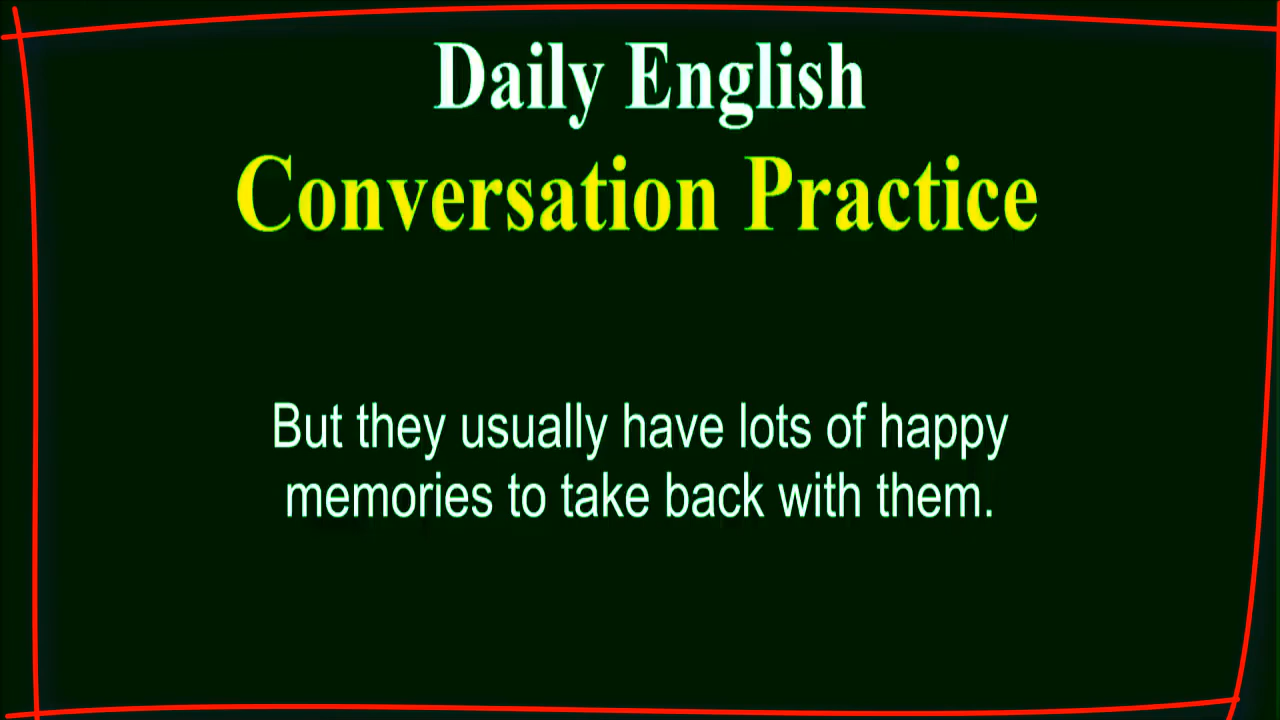 Daily English
Conversation Practice
But they usually have lots of happy
memories to take back with them.